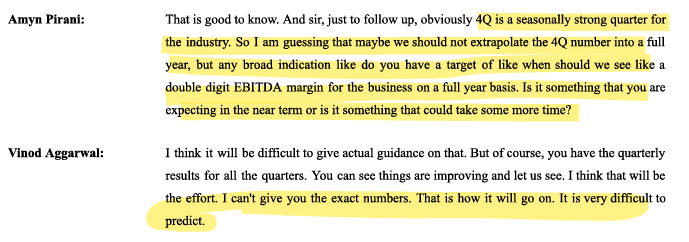 Amyn Pirani: That is good to know. And sir, just to follow up, obviously 4Q is a seasonally strong quarter for
the industry. So I am guessing that maybe we should not extrapolate the 4Q number into a full
year, but any broad indication like do you have a target of like when should we see like a
double digit EBITDA margin for the business on a full year basis. Is it something that you are
expecting in the near term or is it something that could take some more time?
Vinod Aggarwal: I think it will be difficult to give actual guidance on that. But of course, you have the quarterly
results for all the quarters. You can see things are improving and let us see. I think that will be
the effort. I can't give you the exact numbers. That is how it will go on. It is very difficult to
predict.